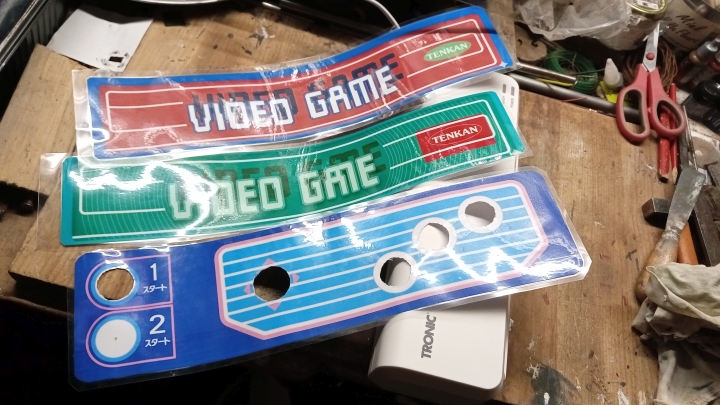 TENKAN
VIDEO GAME
TENKAN
VIDEO GAME
1
スタート
2
スタート
TRONIC